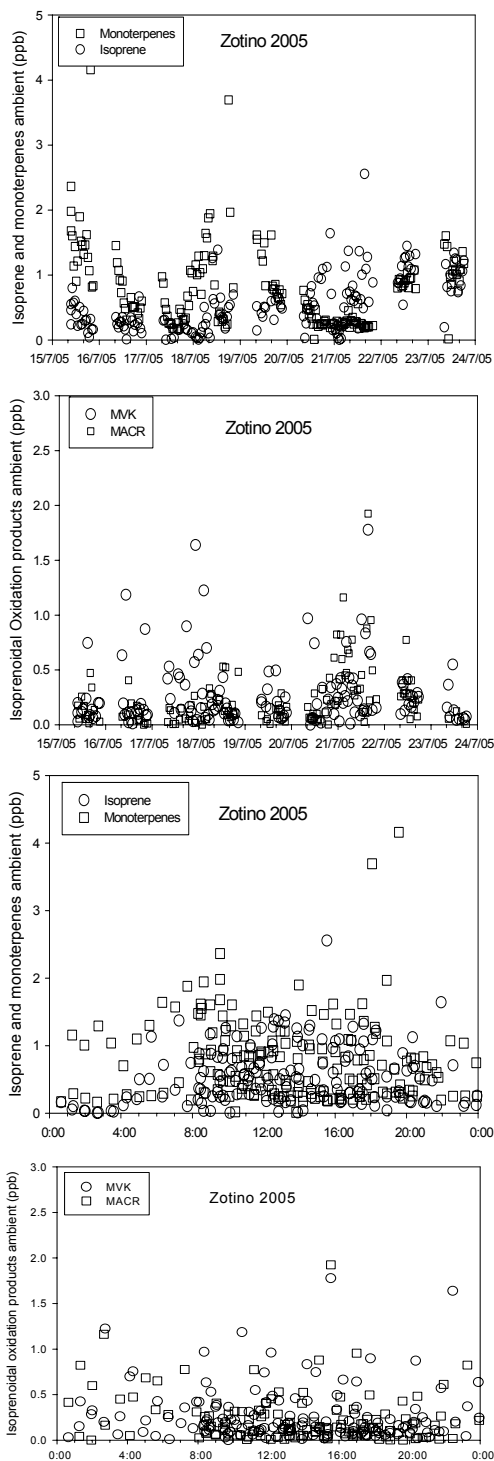 5
Monoterpenes
Isoprene
Zotino 2005
4
3
2
1
0
Isoprene and monoterpenes ambient (ppb)
15/7/05 16/7/05 17/7/05 18/7/05 19/7/05 20/7/05 21/7/05 22/7/05 23/7/05 24/7/05
3.0
MVK
MACR
Zotino 2005
2.5
2.0
1.5
1.0
0.5
0.0
Isoprenoidal Oxidation products ambient (ppb)
15/7/05 16/7/05 17/7/05 18/7/05 19/7/05 20/7/05 21/7/05 22/7/05 23/7/05 24/7/05
5
Isoprene
Monoterpenes
Zotino 2005
4
3
2
1
0
Isoprene and monoterpenes ambient (ppb)
0:00 4:00 8:00 12:00 16:00 20:00 0:00
3.0
MVK
MACR
Zotino 2005
2.5
2.0
1.5
1.0
0.5
0.0
Isoprenoidal oxidation products ambient (ppb)
0:00 4:00 8:00 12:00 16:00 20:00 0:00